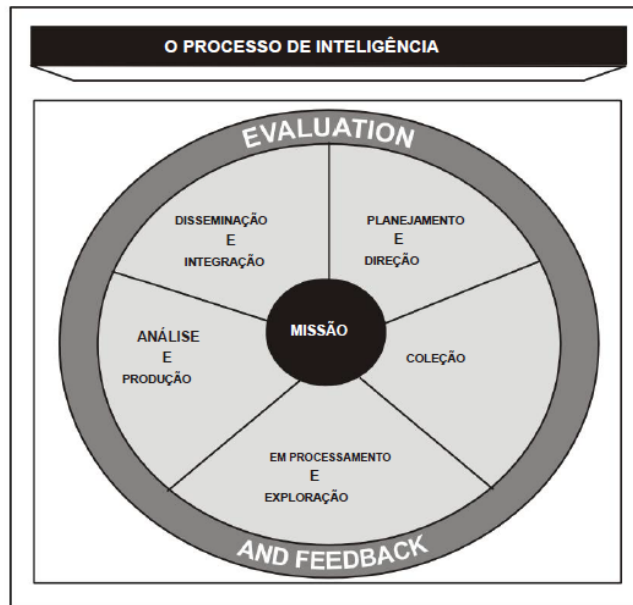 O PROCESSO DE INTELIGÊNCIA
EVALUATION
DISSEMINAÇÃO
E
INTEGRAÇÃO
PLANEJAMENTO
E
DIREÇÃO
MISSÃO
ANÁLISE
E
PRODUÇÃO
COLEÇÃO
EM PROCESSAMENTO
E
EXPLORAÇÃO
AND FEEDBACK